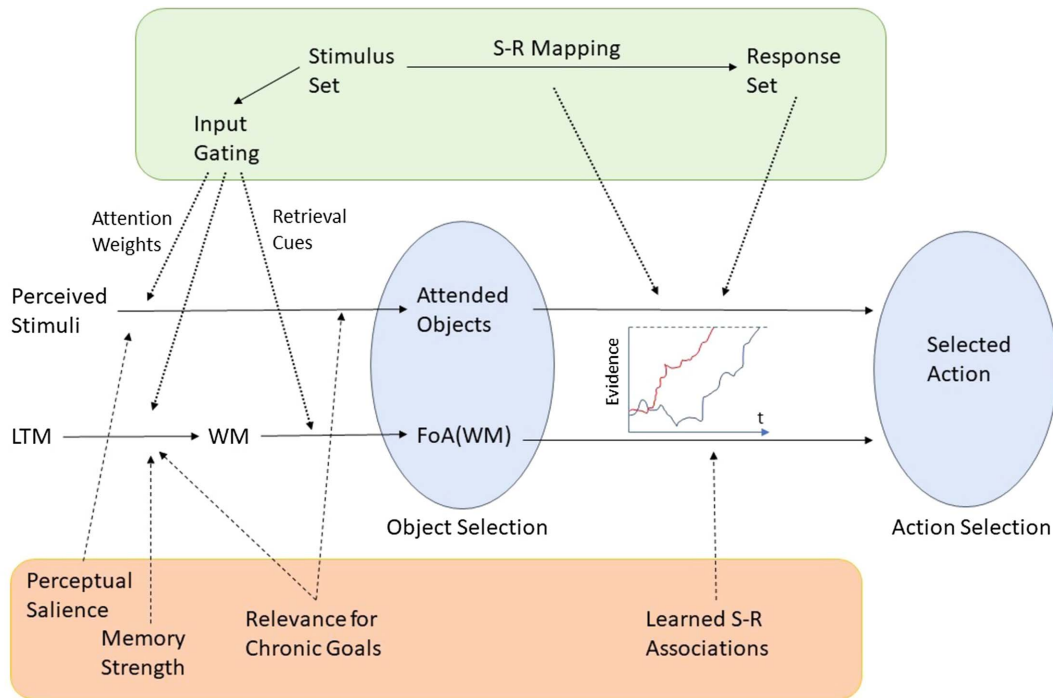 Stimulus
Set
S-R Mapping
Response
Set
Input
Gating
Attention
Weights
Retrieval
Cues
Perceived
Stimuli
Attended
Objects
Evidence
t
Selected
Action
LTM
WM
FoA(WM)
Object Selection
Action Selection
Perceptual
Salience
Memory
Strength
Relevance for
Chronic Goals
Learned S-R
Associations